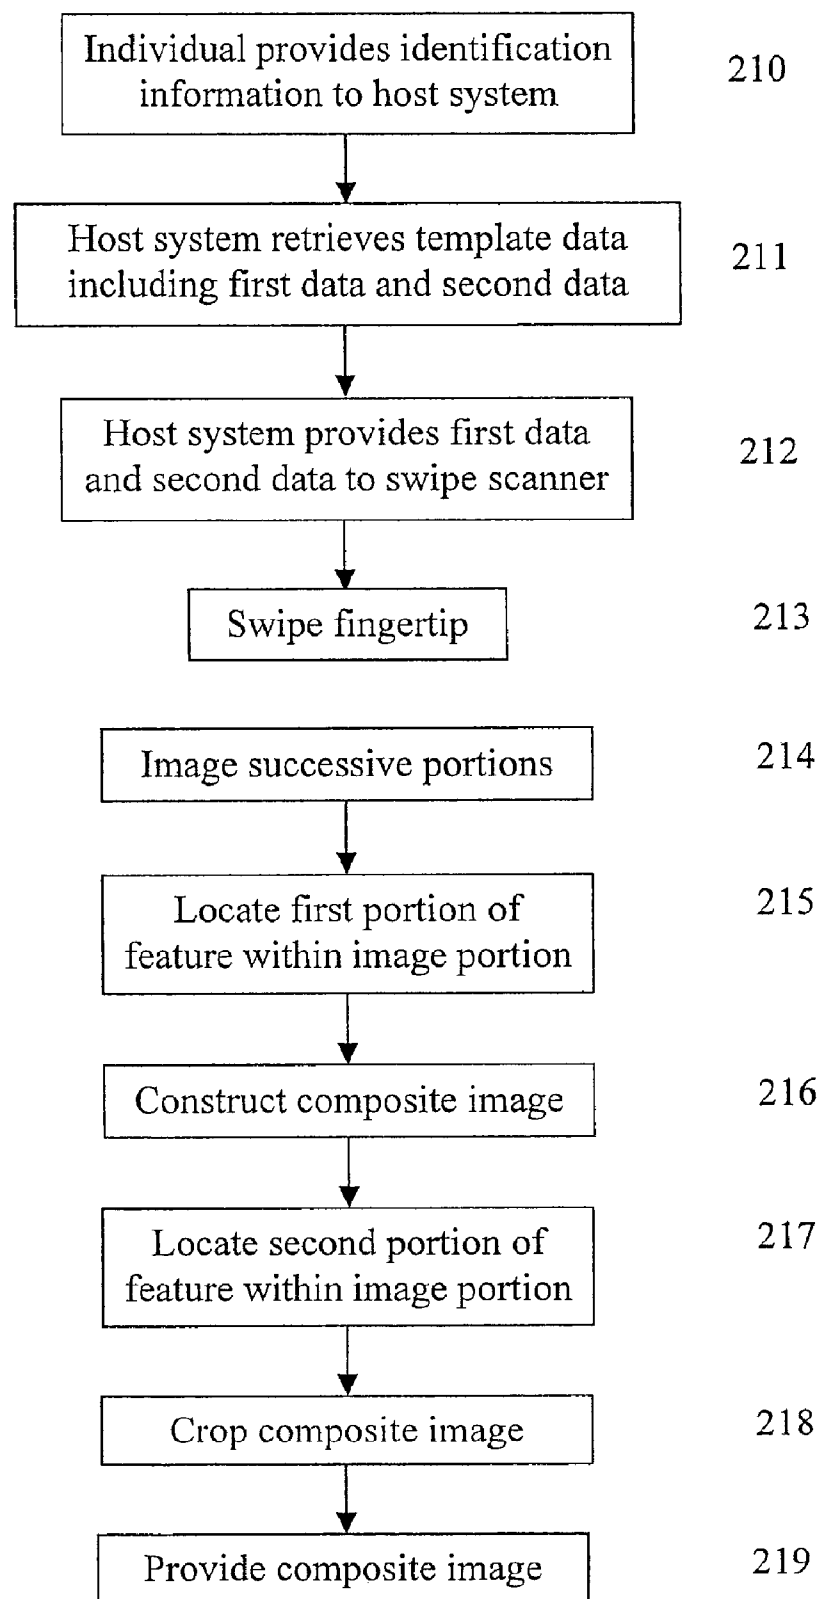 Individual provides identification
information to host system
210
Host system retrieves template data
including first data and second data
211
Host system provides first data
and second data to swipe scanner
212
Swipe fingertip
213
Image successive portions
214
Locate first portion of
feature within image portion
215
Construct composite image
216
Locate second portion of
feature within image portion
217
Crop composite image
218
Provide composite image
219